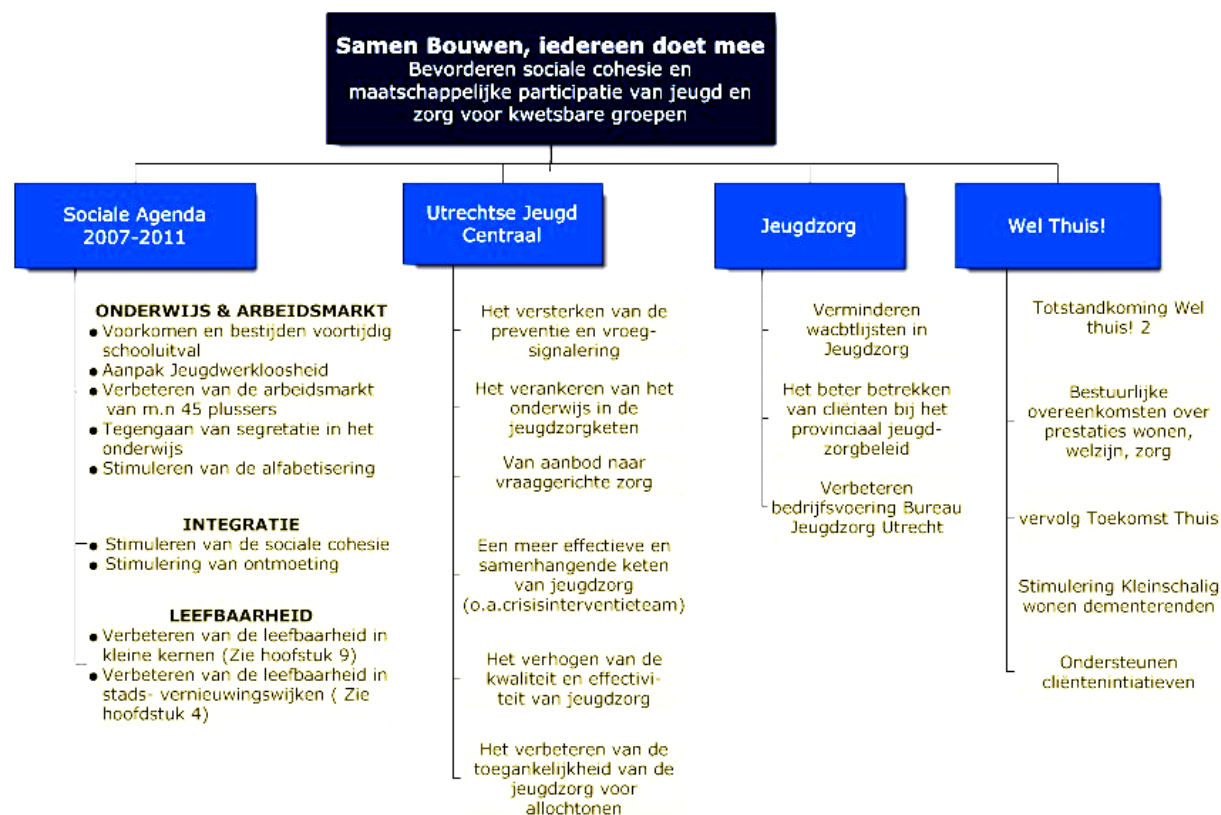 Samen Bouwen, iedereen doet mee
Bevorderen sociale cohesie en
maatschappelijke participatie van jeugd en
zorg voor kwetsbare groepen
Sociale Agenda
2007-2011
ONDERWIJS & ARBEIDSMARKT
• Voorkomen en bestijden voortijdig
schooluitval
• Aanpak Jeugdwerkloosheid
• Verbeteren van de arbeidsmarkt
van m.n 45 plussers
• Tegengaan van segretatie in het
onderwijs
• Stimuleren van de alfabetisering
INTEGRATIE
• Stimuleren van de sociale cohesie
• Stimulering van ontmoeting
LEEFBAARHEID
• Verbeteren van de leefbaarheid in
kleine kernen (Zie hoofstuk 9)
• Verbeteren van de leefbaarheid in
stads- vernieuwingswijken ( Zie
hoofdstuk 4)
Utrechtse Jeugd
Centraal
Het versterken van de
preventie en vroeg-
signalering
Het verankeren van het
onderwijs in de
jeugdzorgketen
Van aanbod naar
vraaggerichte zorg
Een meer effectieve en
samenhangende keten
van jeugdzorg
(o.a.crisisinterventieteam)
Het verhogen van de
kwaliteit en effectivi-
teit van jeugdzorg
Het verbeteren van de
toegankelijkheid van de
jeugdzorg voor
allochtonen
Jeugdzorg
Verminderen
wacbtlijsten in
Jeugdzorg
Het beter betrekken
van cliënten bij het
provinciaal jeugd-
zorgbeleid
Verbeteren
bedrijfsvoering Bureau
Jeugdzorg Utrecht
Wel Thuis!
Totstandkoming Wel
thuis! 2
Bestuurlijke
overeenkomsten over
prestaties wonen,
welzijn, zorg
vervolg Toekomst Thuis
Stimulering Kleinschalig
wonen dementerenden
Ondersteunen
cliëntenintiatieven